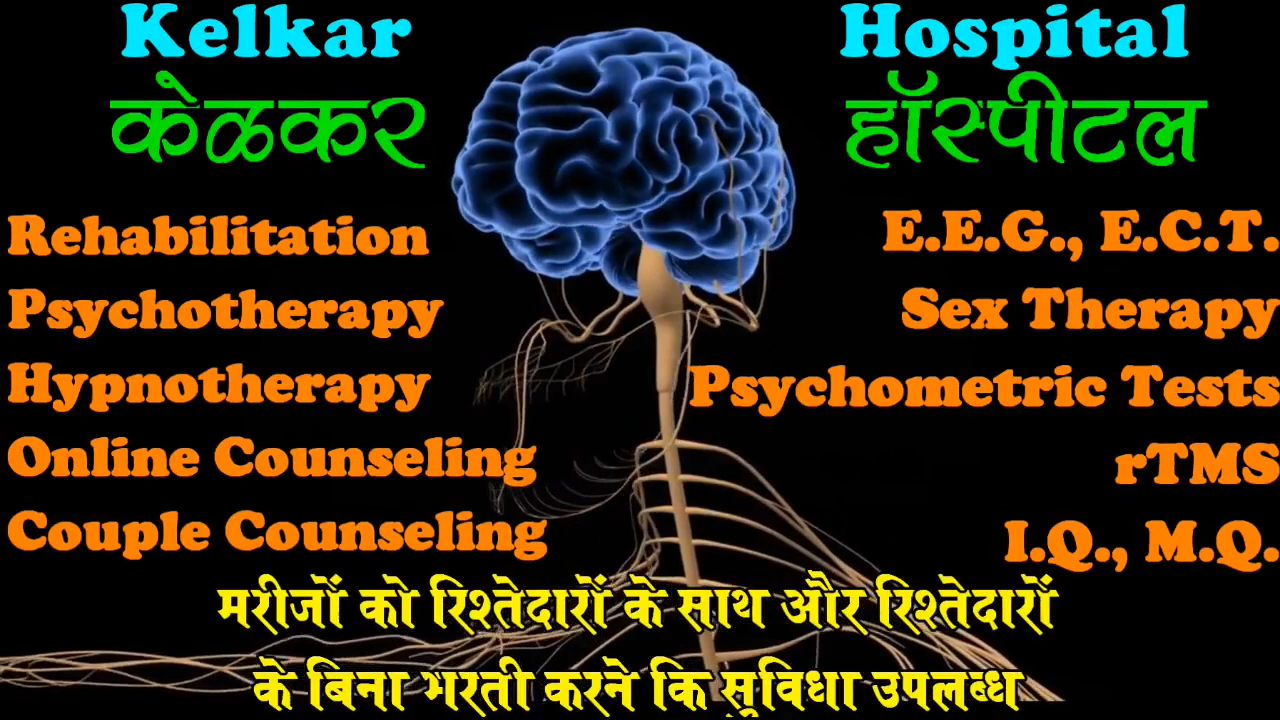 Kelkar Hospital
केळकर हॉस्पीटल
Rehabilitation
Psychotherapy
Hypnotherapy
Online Counseling
Couple Counseling
E.E.G., E.C.T.
Sex Therapy
Psychometric Tests
rTMS
I.Q., M.Q.
मरीजों को रिश्तेदारों के साथ और रिश्तेदारों
के बिना भरती करने कि सुविधा उपलब्ध